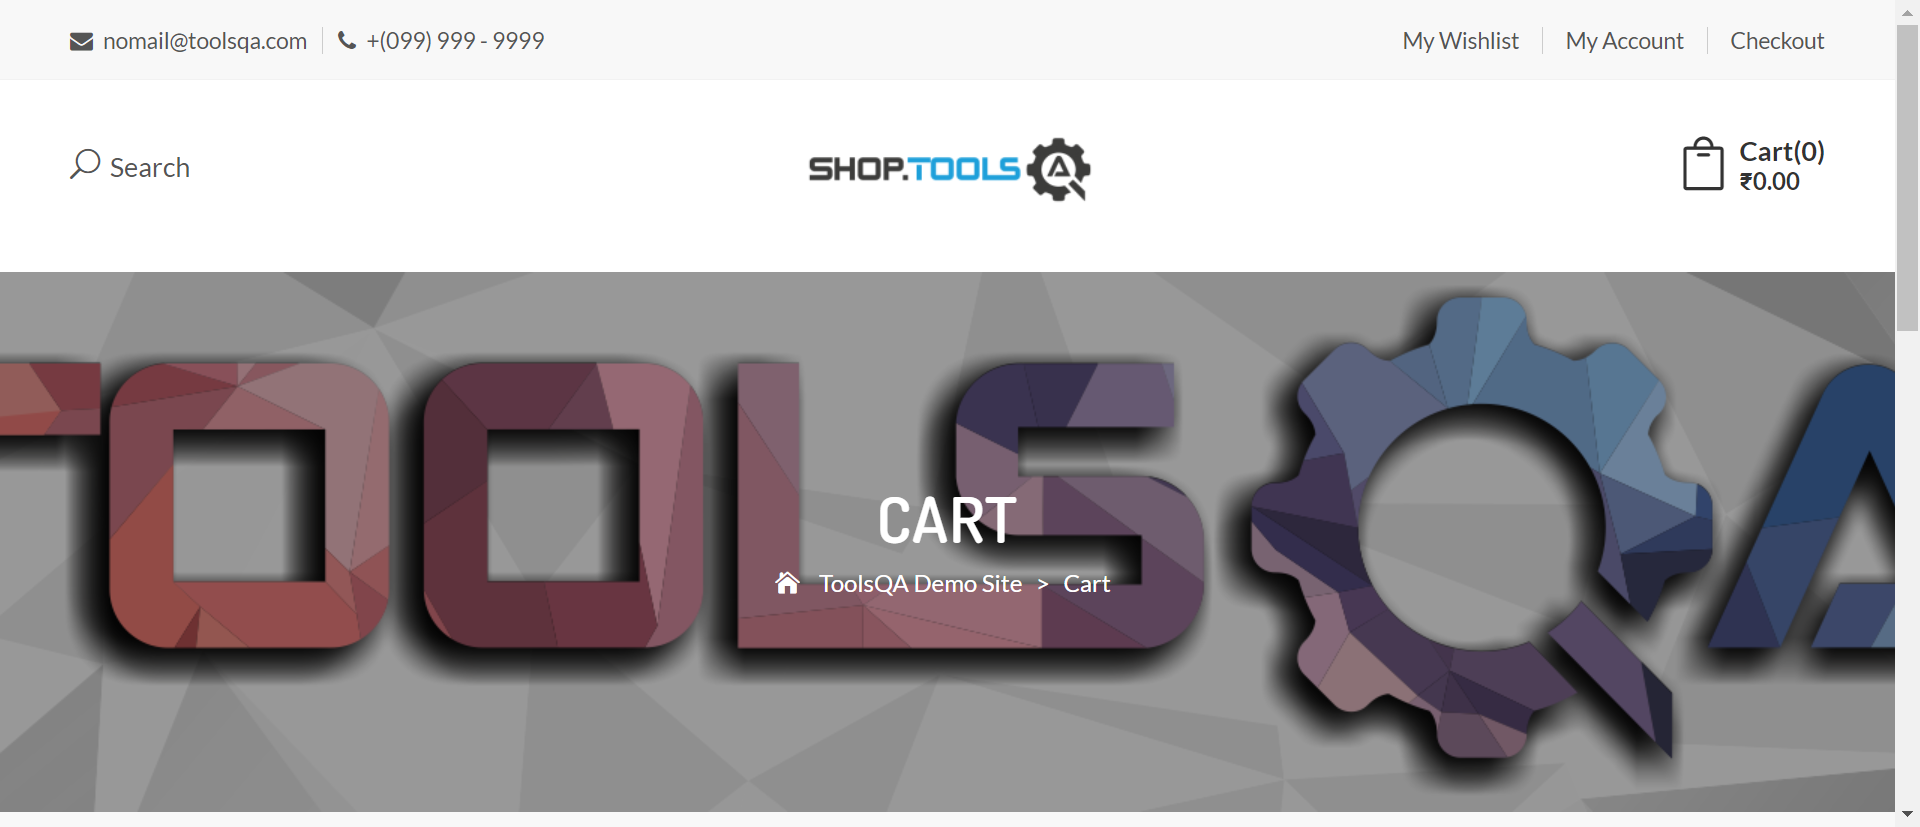 nomail@toolsqa.com +(099) 999 - 9999 My Wishlist My Account Checkout
Search SHOP.TOOLSQA Cart(0)
₹0.00
TOOLSQA
CART
ToolsQA Demo Site > Cart